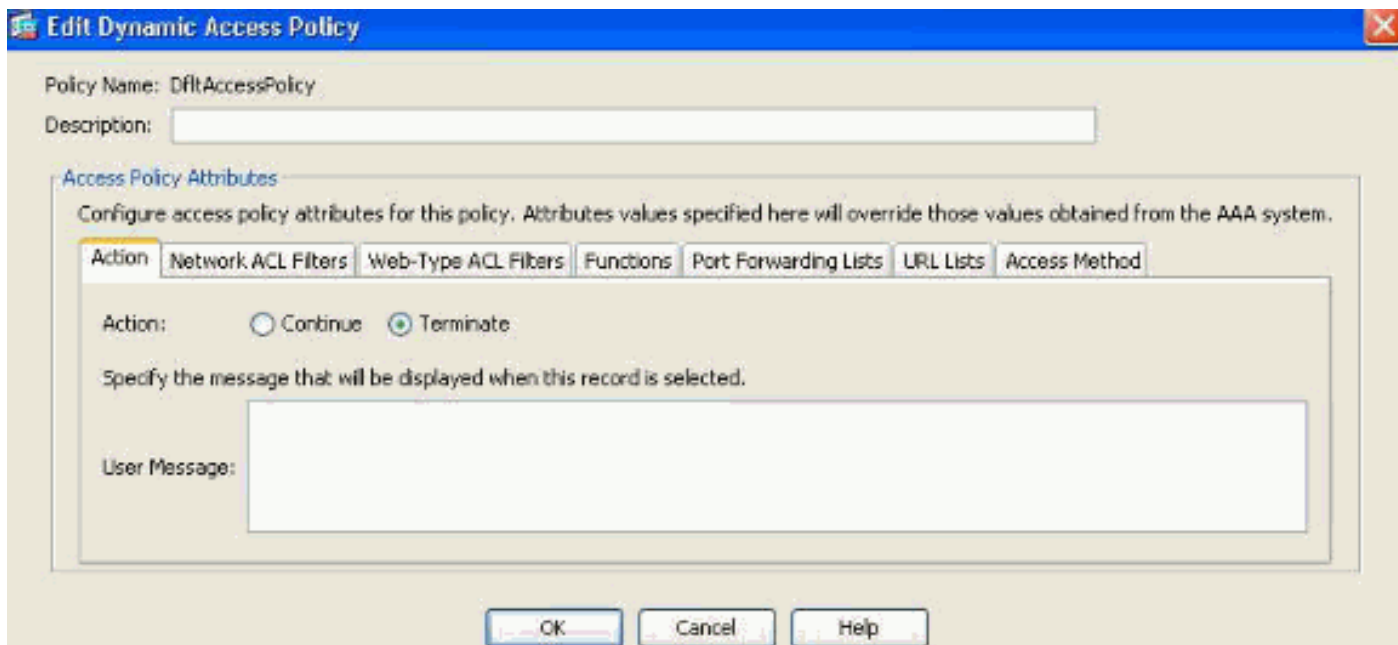 Edit Dynamic Access Policy
Policy Name: DfltAccessPolicy
Description:
Access Policy Attributes
Configure access policy attributes for this policy. Attributes values specified here will override those values obtained from the AAA system.
Action Network ACL Filters Web-Type ACL Filters Functions Port Forwarding Lists URL Lists Access Method
Action: Continue Terminate
Specify the message that will be displayed when this record is selected.
User Message:
OK Cancel Help